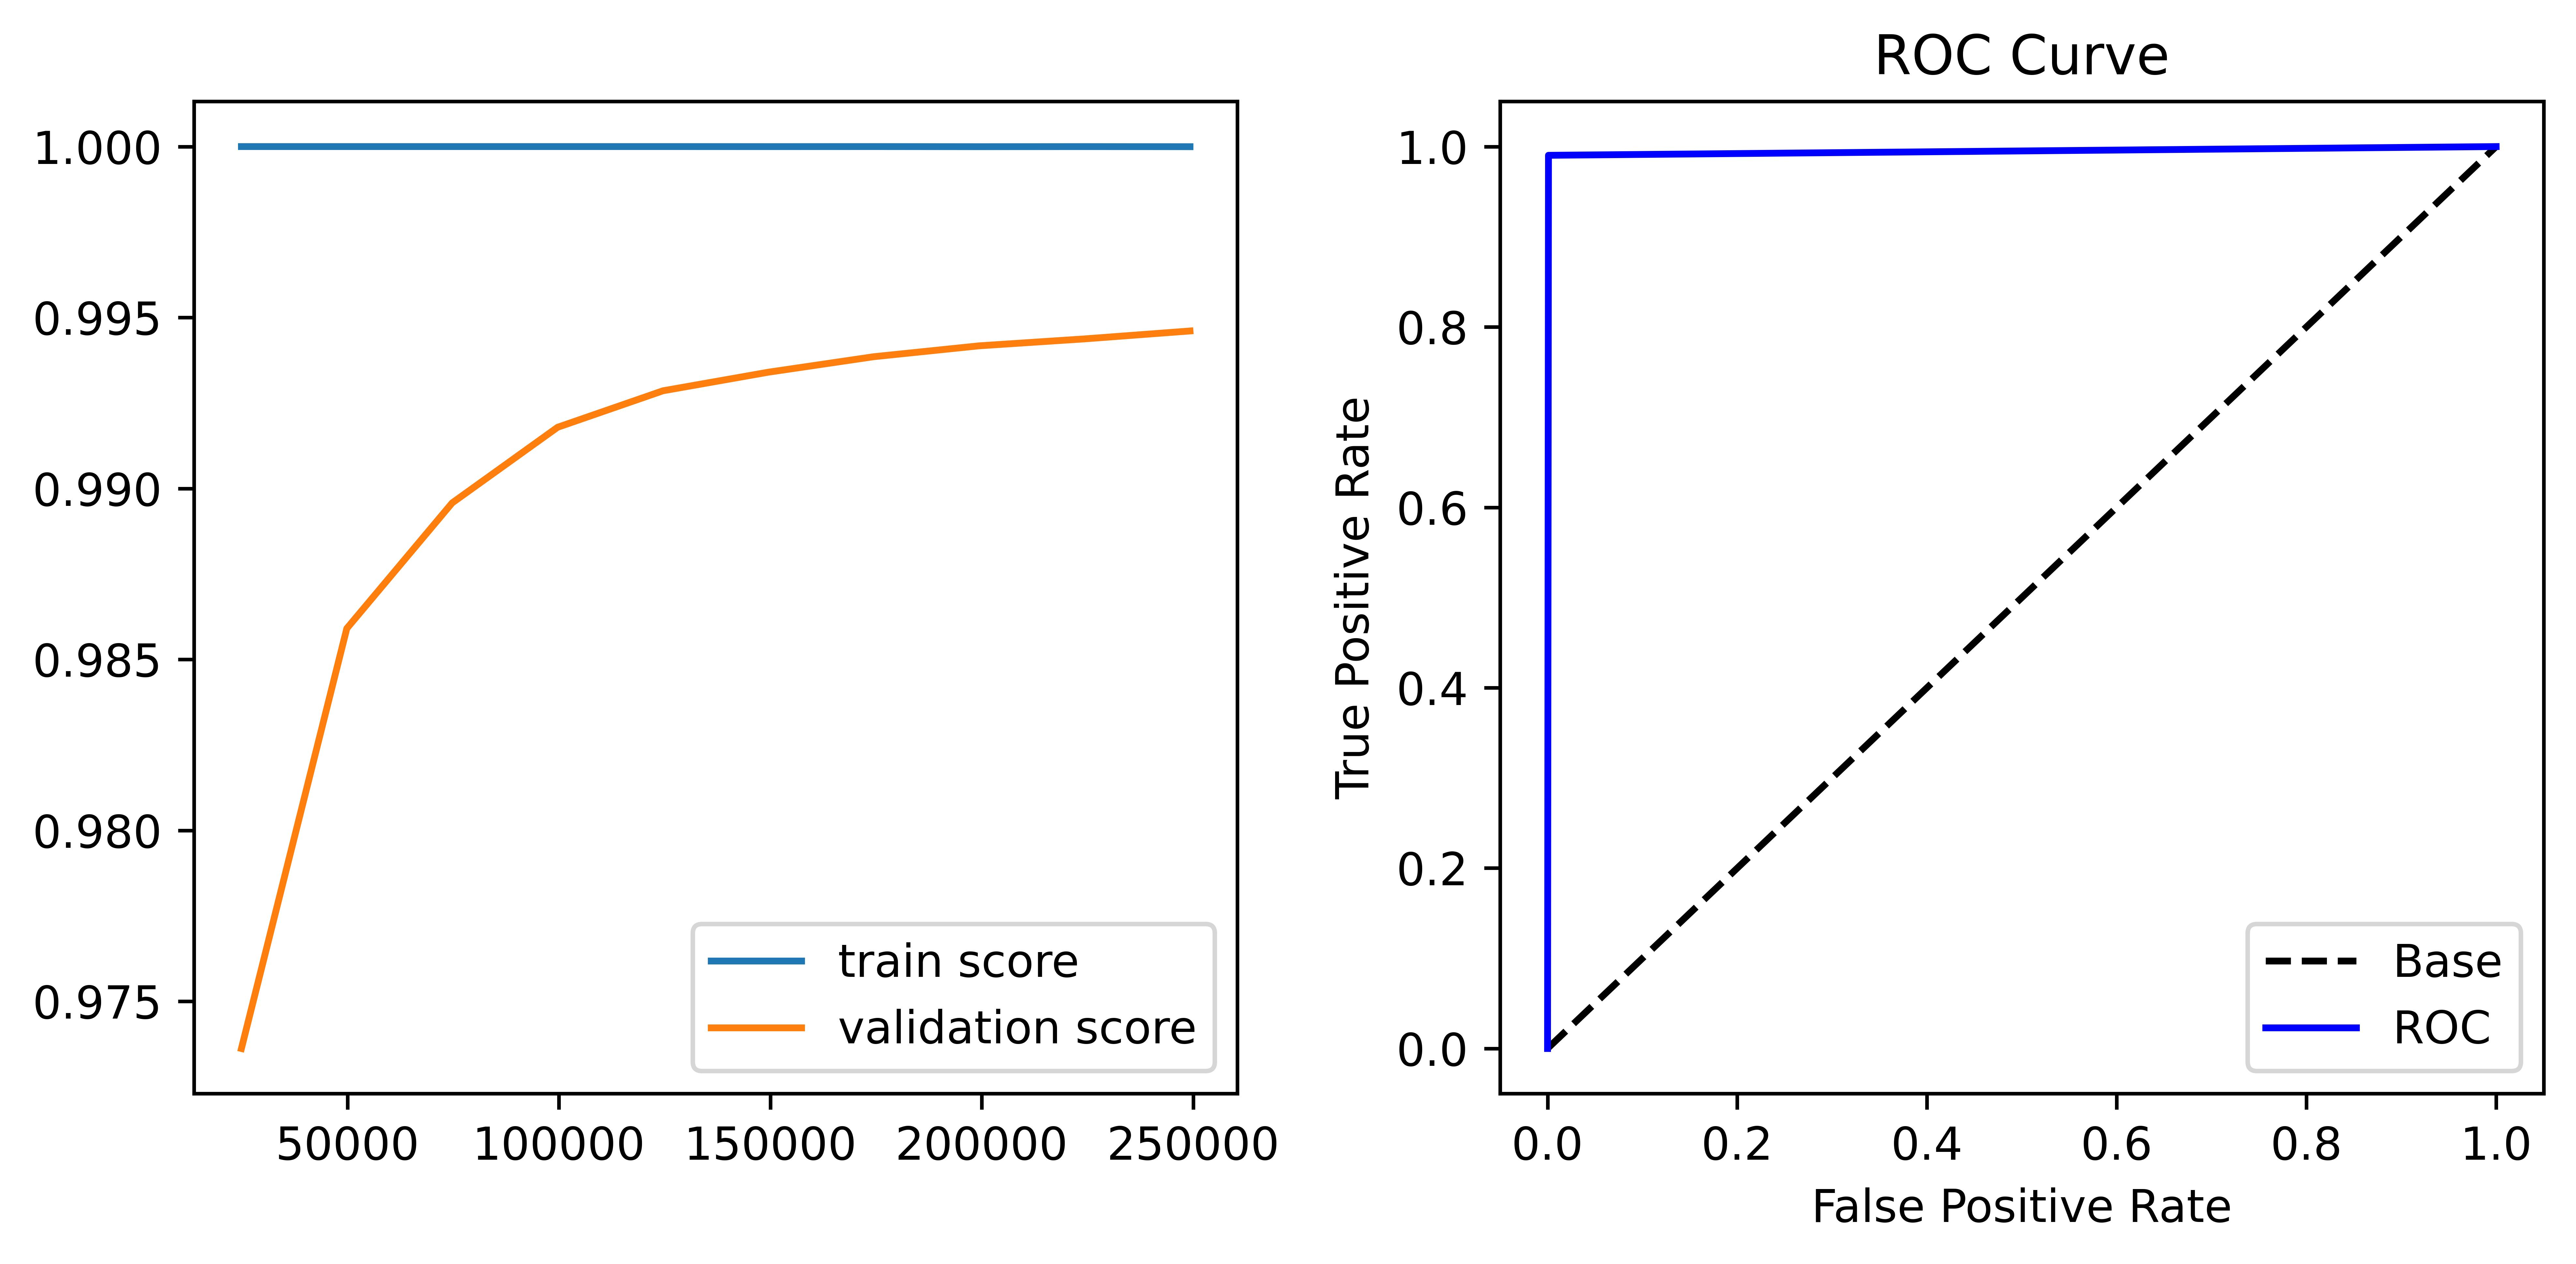 1.000
0.995
0.990
0.985
0.980
0.975
50000 100000 150000 200000 250000
train score
validation score
ROC Curve
True Positive Rate
1.0
0.8
0.6
0.4
0.2
0.0
0.0 0.2 0.4 0.6 0.8 1.0
False Positive Rate
Base
ROC